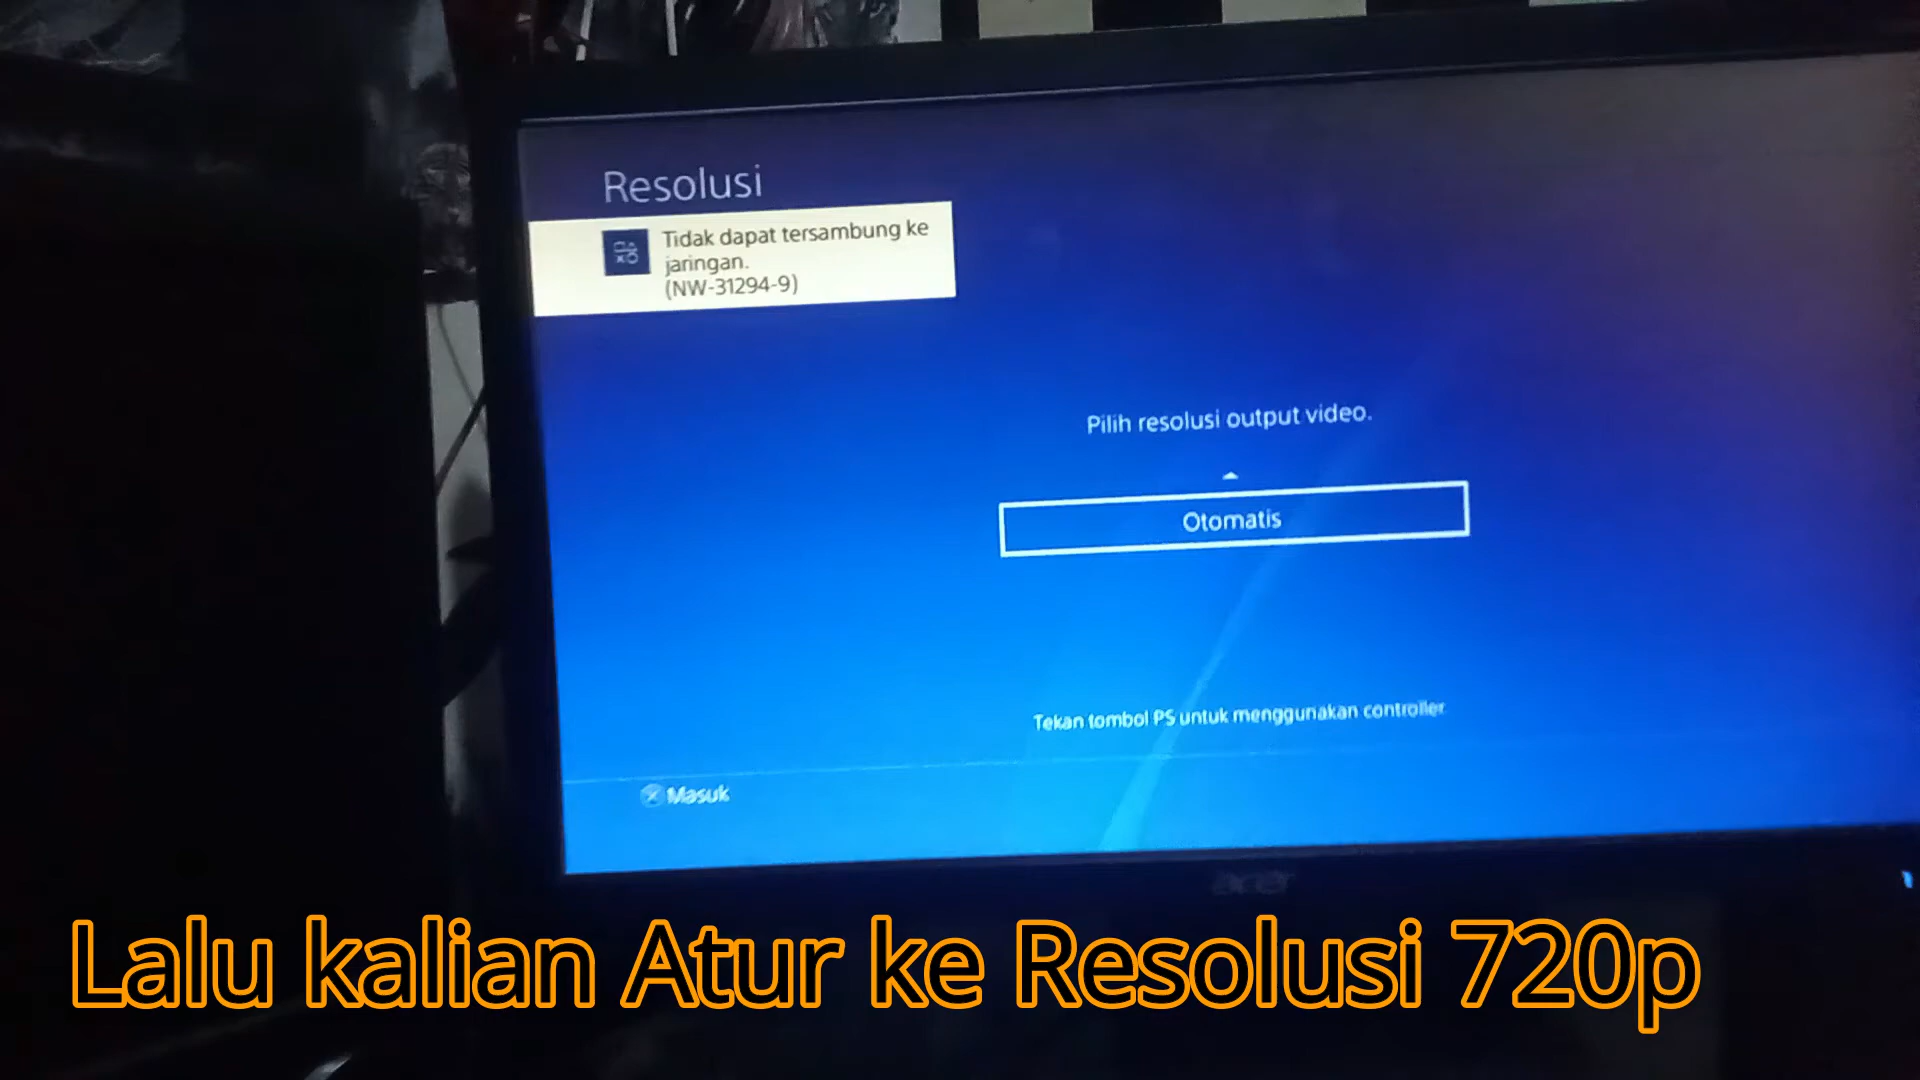 Resolusi
Tidak dapat tersambung ke
jaringan.
(NW-31294-9)
Pilih resolusi output video.
Otomatis
Tekan tombol PS untuk menggunakan controller
Masuk
acer
Lalu kalian Atur ke Resolusi 720p